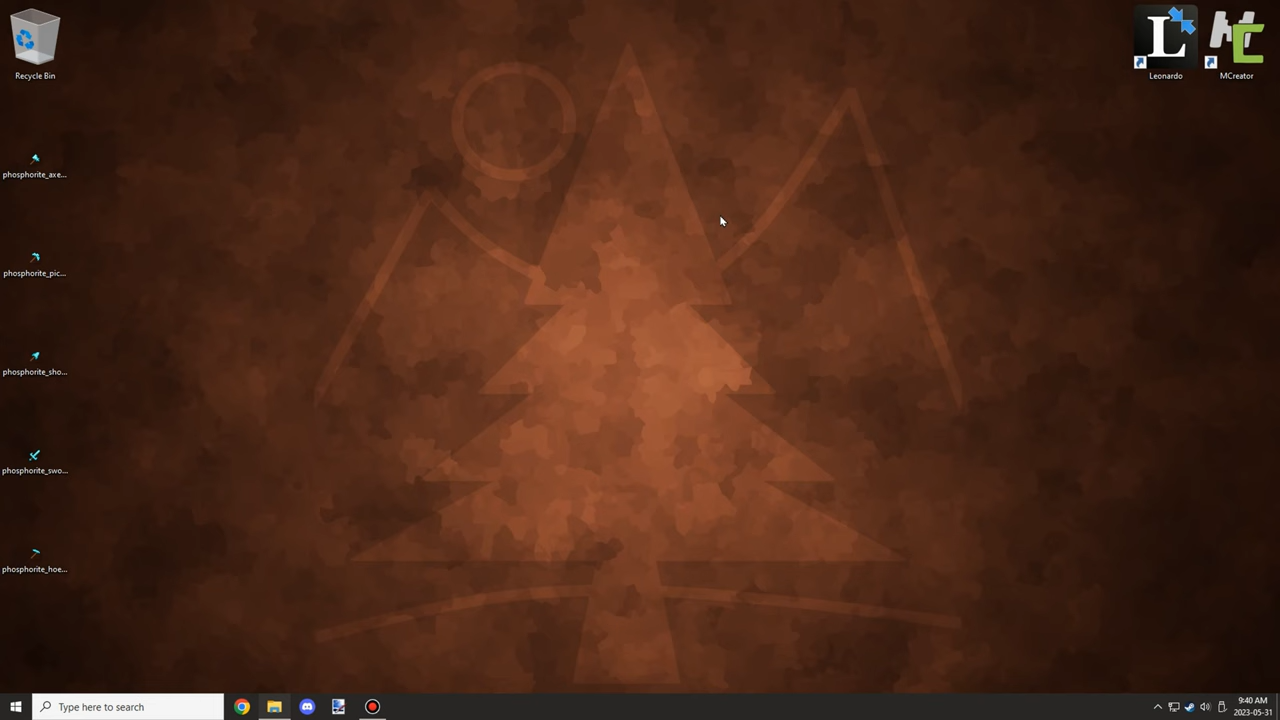 Recycle Bin
L
Leonardo
MC
MCreator
phosphorite_axe...
phosphorite_pic...
phosphorite_sho...
phosphorite_swo...
phosphorite_hoe...
Type here to search
9:40 AM
2023-05-31